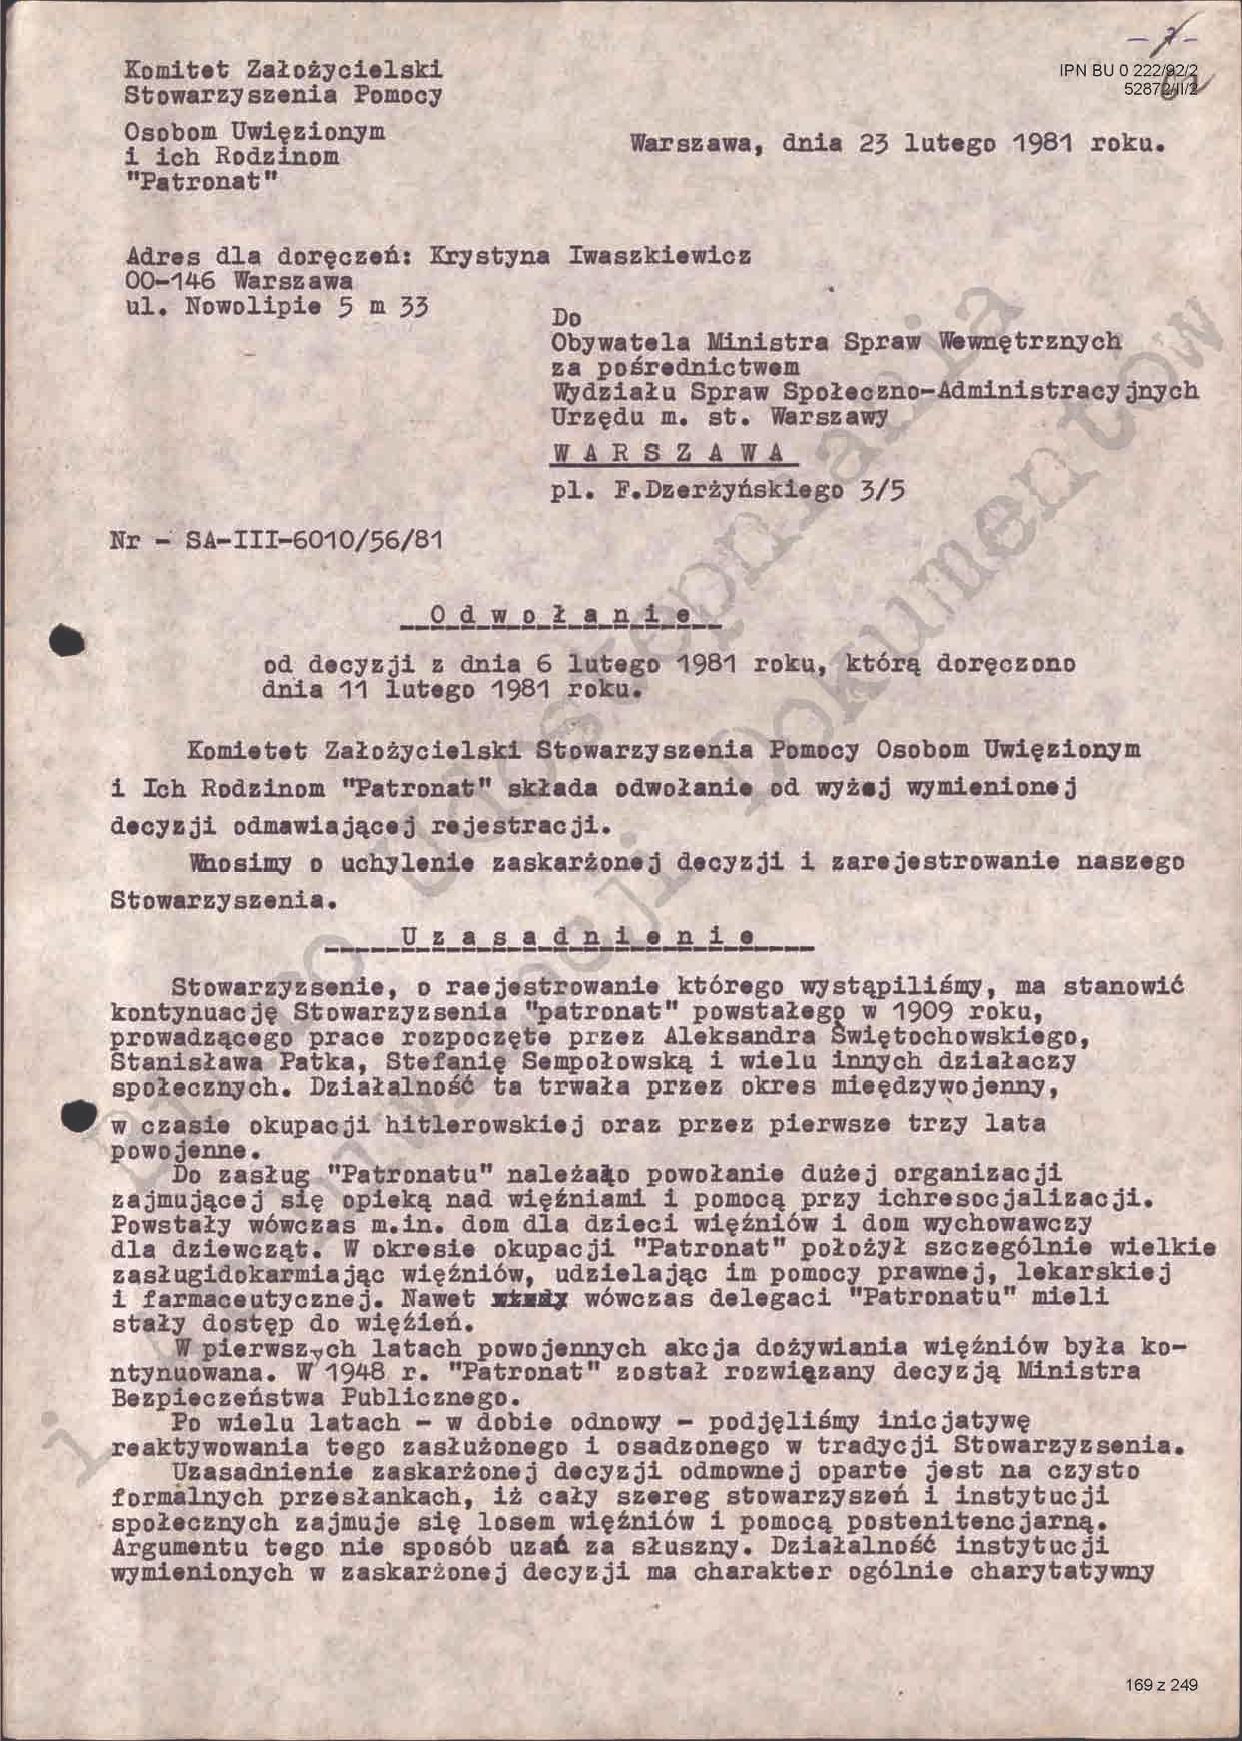 - 7 -
IPN BU 0 222/92/2
52872/II/2
Komitet Założycielski
Stowarzyszenia Pomocy
Osobom Uwięzionym
i ich Rodzinom
"Patronat"
Warszawa, dnia 23 lutego 1981 roku.
Adres dla doręczeń: Krystyna Iwaszkiewicz
00-146 Warszawa
ul. Nowolipie 5 m 33
Do
Obywatela Ministra Spraw Wewnętrznych
za pośrednictwem
Wydziału Spraw Społeczno-Administracyjnych
Urzędu m. st. Warszawy
W A R S Z A W A
pl. F.Dzerżyńskiego 3/5
Nr - SA-III-6010/56/81
O d w o ł a n i e
od decyzji z dnia 6 lutego 1981 roku, którą doręczono
dnia 11 lutego 1981 roku.
Komietet Założycielski Stowarzyszenia Pomocy Osobom Uwięzionym
i Ich Rodzinom "Patronat" składa odwołanie od wyżej wymienionej
decyzji odmawiającej rejestracji.
Wnosimy o uchylenie zaskarżonej decyzji i zarejestrowanie naszego
Stowarzyszenia.
U z a s a d n i e n i e
Stowarzyzsenie, o raejestrowanie którego wystąpiliśmy, ma stanowić
kontynuację Stowarzyzsenia "patronat" powstałego w 1909 roku,
prowadzącego prace rozpoczęte przez Aleksandra Świętochowskiego,
Stanisława Patka, Stefanię Sempołowską i wielu innych działaczy
społecznych. Działalność ta trwała przez okres mieędzywojenny,
w czasie okupacji hitlerowskiej oraz przez pierwsze trzy lata
powojenne.
Do zasług "Patronatu" należało powołanie dużej organizacji
zajmującej się opieką nad więźniami i pomocą przy ichresocjalizacji.
Powstały wówczas m.in. dom dla dzieci więźniów i dom wychowawczy
dla dziewcząt. W okresie okupacji "Patronat" położył szczególnie wielkie
zasługidokarmiając więźniów, udzielając im pomocy prawnej, lekarskiej
i farmaceutycznej. Nawet wówczas delegaci "Patronatu" mieli
stały dostęp do więźień.
W pierwszych latach powojennych akcja dożywiania więźniów była ko-
ntynuowana. W 1948 r. "Patronat" został rozwiązany decyzją Ministra
Bezpieczeństwa Publicznego.
Po wielu latach - w dobie odnowy - podjęliśmy inicjatywę
reaktywowania tego zasłużonego i osadzonego w tradycji Stowarzyzsenia.
Uzasadnienie zaskarżonej decyzji odmownej oparte jest na czysto
formalnych przesłankach, iż cały szereg stowarzyszeń i instytucji
społecznych zajmuje się losem więźniów i pomocą postenitencjarną.
Argumentu tego nie sposób uzać za słuszny. Działalność instytucji
wymienionych w zaskarżonej decyzji ma charakter ogólnie charytatywny
169 z 249